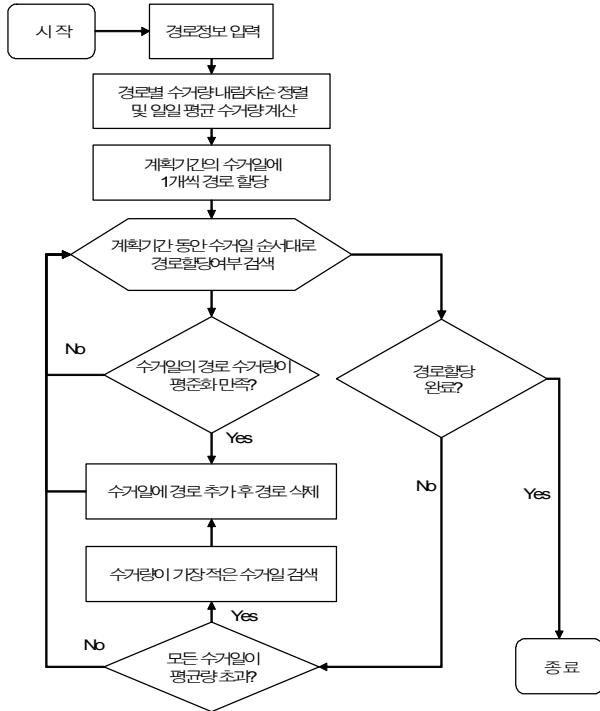 시작
경로정보 입력
경로별 수거량 내림차순 정렬
및 일일 평균 수거량 계산
계획기간의 수거일에
1개씩 경로 할당
계획기간 동안 수거일 순서대로
경로할당여부 검색
No
수거일의 경로 수거량이
평준화 만족?
Yes
경로할당
완료?
No
Yes
수거일에 경로 추가 후 경로 삭제
수거량이 가장 적은 수거일 검색
Yes
No
모든 수거일이
평균량 초과?
종료